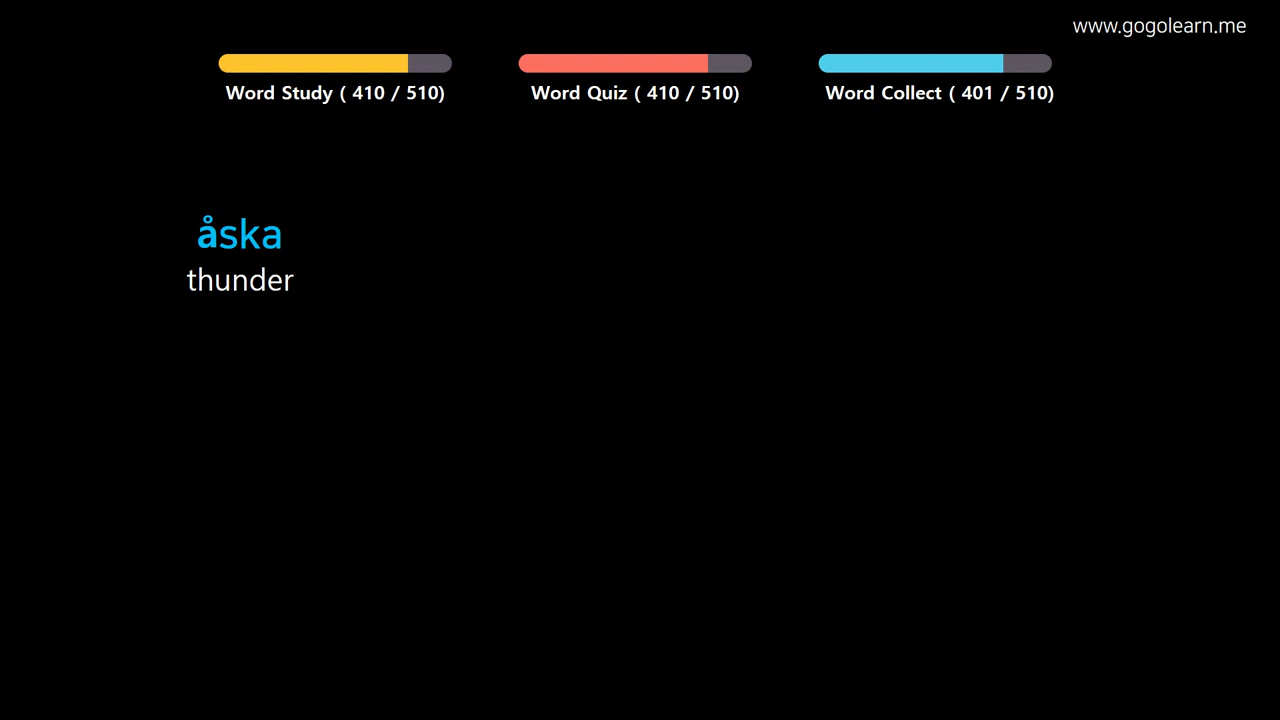 www.gogolearn.me
Word Study ( 410 / 510)
Word Quiz ( 410 / 510)
Word Collect ( 401 / 510)
åska
thunder